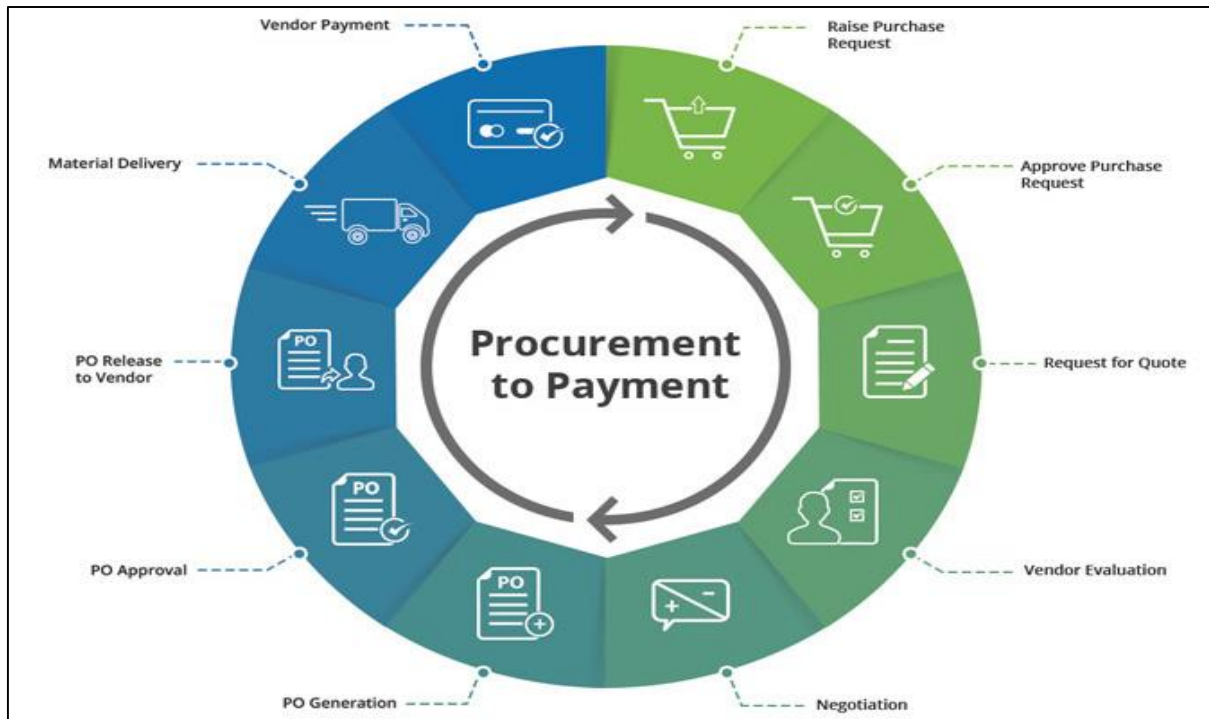 Vendor Payment
Raise Purchase
Request
Material Delivery
Approve Purchase
Request
Procurement
to Payment
PO
PO Release
to Vendor
Request for Quote
PO
PO Approval
Vendor Evaluation
PO
PO Generation
Negotiation